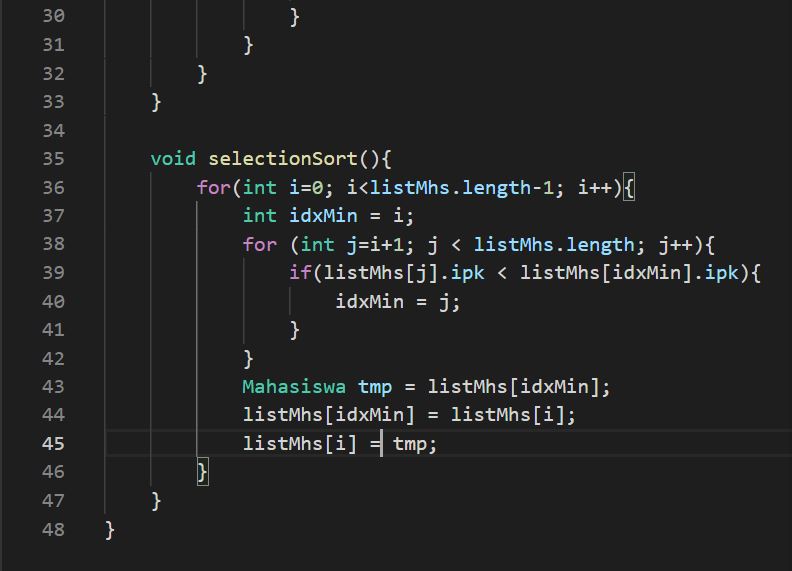 30                 }
31             }
32         }
33     }
34
35     void selectionSort(){
36         for(int i=0; i<listMhs.length-1; i++){
37             int idxMin = i;
38             for (int j=i+1; j < listMhs.length; j++){
39                 if(listMhs[j].ipk < listMhs[idxMin].ipk){
40                     idxMin = j;
41                 }
42             }
43             Mahasiswa tmp = listMhs[idxMin];
44             listMhs[idxMin] = listMhs[i];
45             listMhs[i] = tmp;
46         }
47     }
48 }